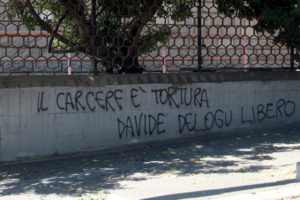 IL CARCERE E' TORTURA
DAVIDE DELOGU LIBERO